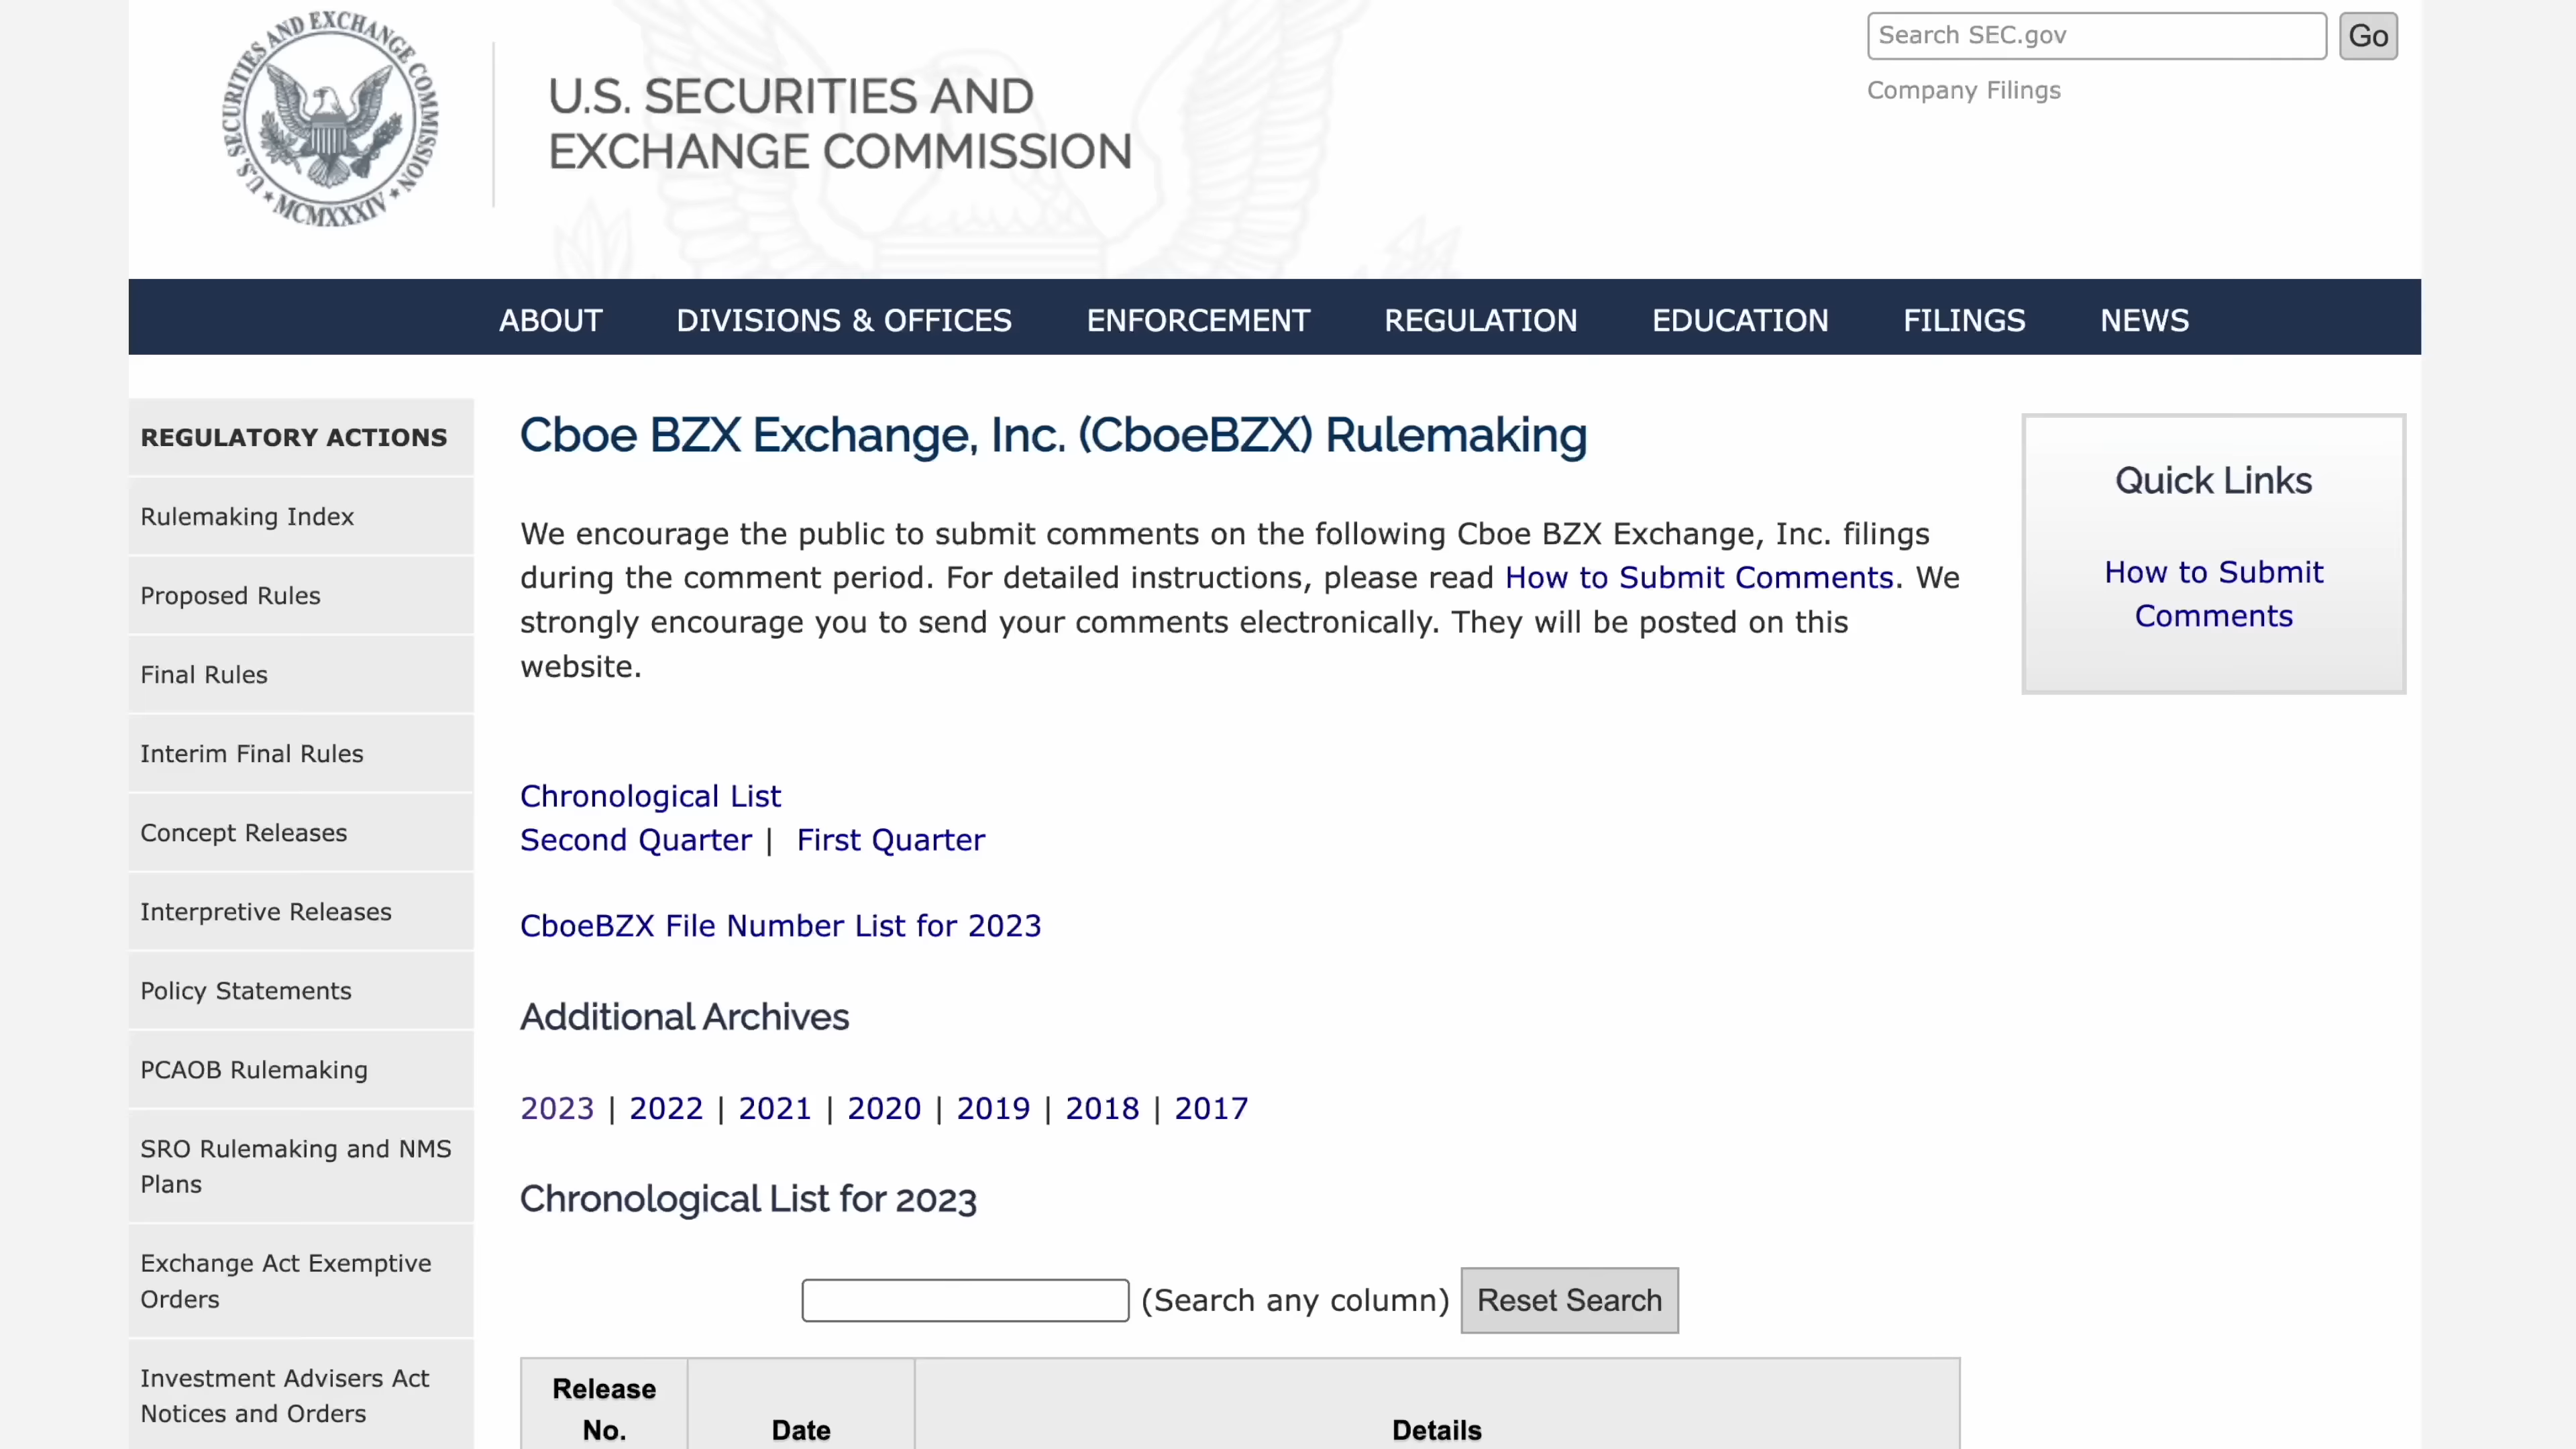 U.S. SECURITIES AND EXCHANGE COMMISSION
MCMXXXIV
U.S. SECURITIES AND
EXCHANGE COMMISSION
Search SEC.gov
Go
Company Filings
ABOUT DIVISIONS & OFFICES ENFORCEMENT REGULATION EDUCATION FILINGS NEWS
REGULATORY ACTIONS
Rulemaking Index
Proposed Rules
Final Rules
Interim Final Rules
Concept Releases
Interpretive Releases
Policy Statements
PCAOB Rulemaking
SRO Rulemaking and NMS
Plans
Exchange Act Exemptive
Orders
Investment Advisers Act
Notices and Orders
Cboe BZX Exchange, Inc. (CboeBZX) Rulemaking
We encourage the public to submit comments on the following Cboe BZX Exchange, Inc. filings
during the comment period. For detailed instructions, please read How to Submit Comments. We
strongly encourage you to send your comments electronically. They will be posted on this
website.
Chronological List
Second Quarter | First Quarter
CboeBZX File Number List for 2023
Additional Archives
2023 | 2022 | 2021 | 2020 | 2019 | 2018 | 2017
Chronological List for 2023
(Search any column) Reset Search
Release
No.
Date
Details
Quick Links
How to Submit
Comments